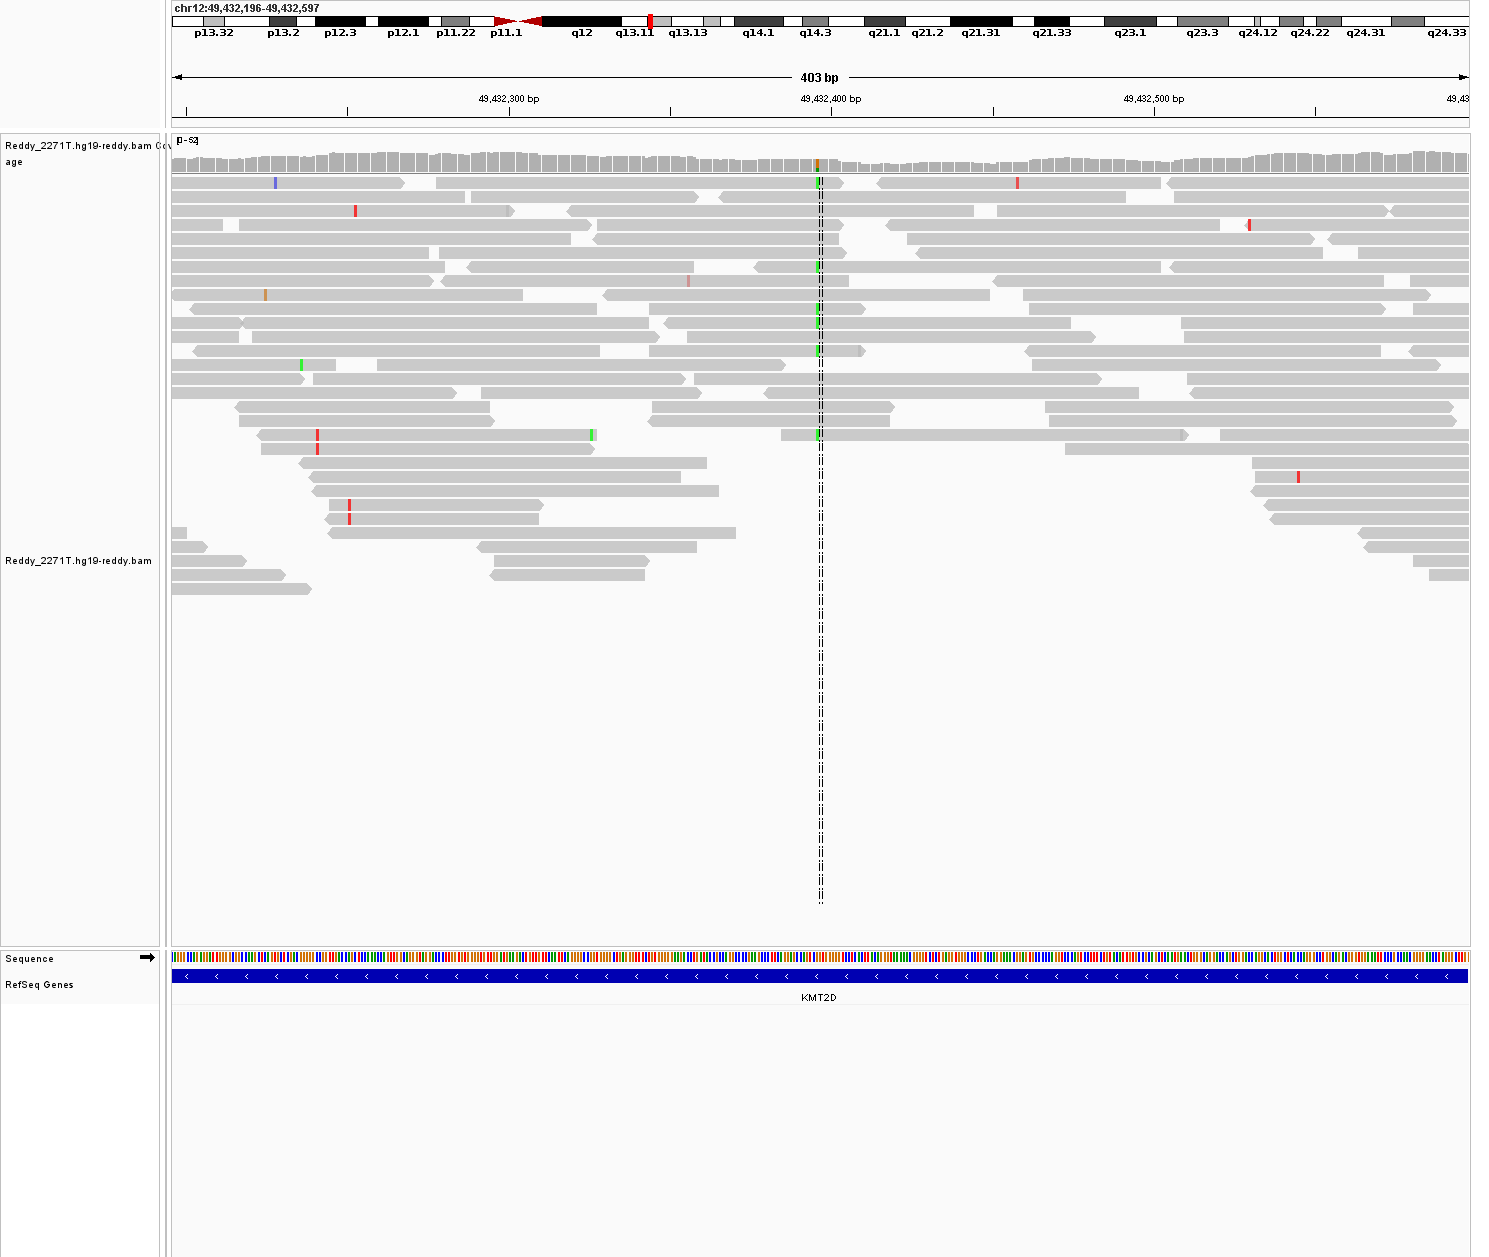 chr12:49,432,196-49,432,597
p13.32 p13.2 p12.3 p12.1 p11.22 p11.1 q12 q13.11 q13.13 q14.1 q14.3 q21.1 q21.2 q21.31 q21.33 q23.1 q23.3 q24.12 q24.22 q24.31 q24.33
403 bp
49,432,300 bp 49,432,400 bp 49,432,500 bp 49,43
[0 - 52]
Reddy_2271T.hg19-reddy.bam Cov
age
Reddy_2271T.hg19-reddy.bam
Sequence
RefSeq Genes
KMT2D